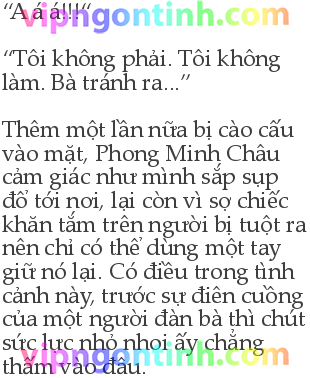 “A á á!!!“
vipngontinh.com
“Tôi không phải. Tôi không
làm. Bà tránh ra...”
Thêm một lần nữa bị cào cấu
vào mặt, Phong Minh Châu
cảm giác như mình sắp sụp
đổ tới nơi, lại còn vì sợ chiếc
khăn tắm trên người bị tuột ra
nên chỉ có thể dùng một tay
giữ nó lại. Có điều trong tình
cảnh này, trước sự điên cuồng
của một người đàn bà thì chút
sức lực nhỏ nhoi ấy chẳng
vipngontinh.com
thấm vào đâu.